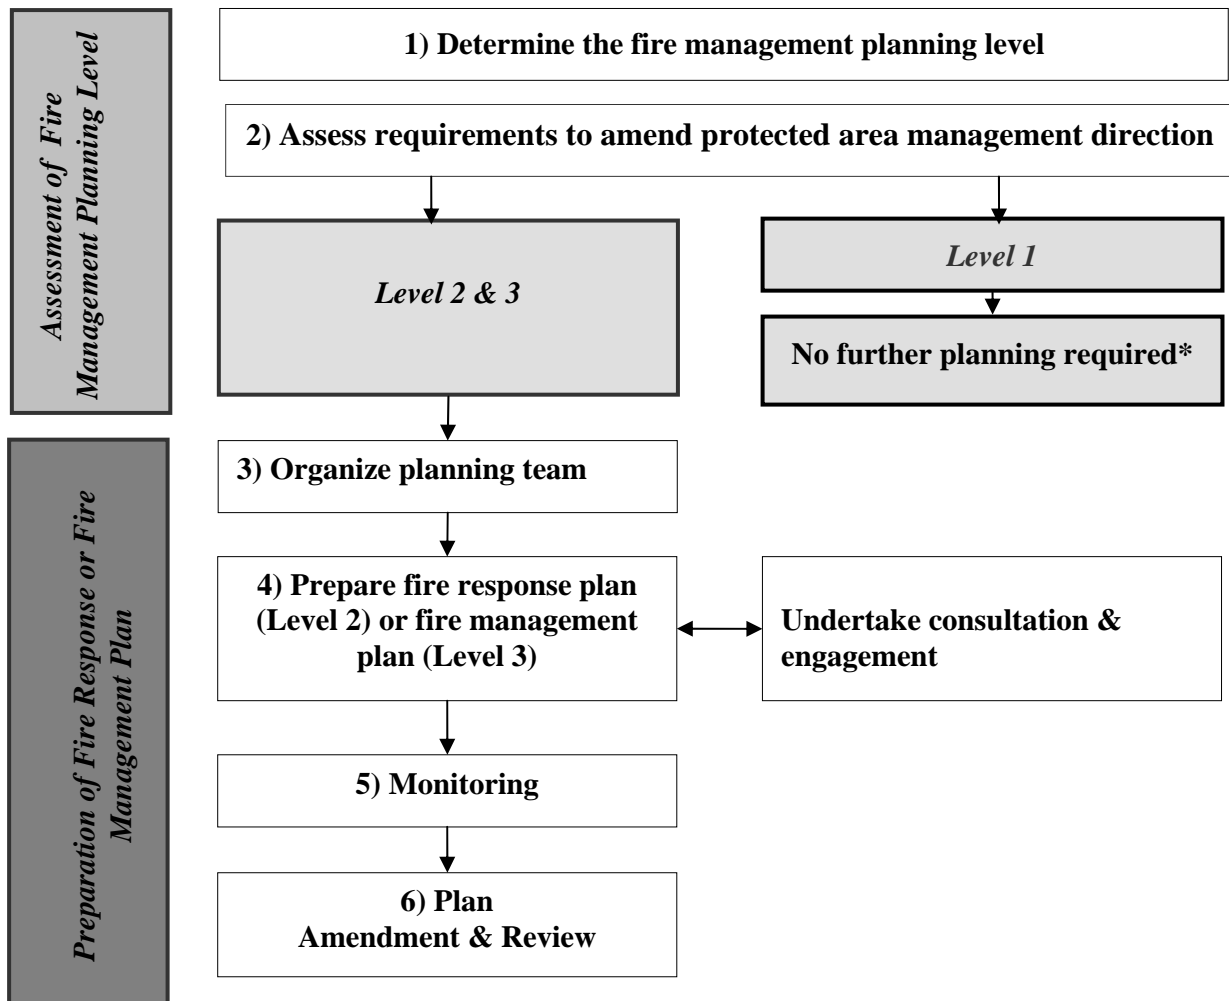 Assessment of Fire
Management Planning Level
1) Determine the fire management planning level
2) Assess requirements to amend protected area management direction
Level 2 & 3
Level 1
No further planning required*
Preparation of Fire Response or Fire
Management Plan
3) Organize planning team
4) Prepare fire response plan
(Level 2) or fire management
plan (Level 3)
Undertake consultation &
engagement
5) Monitoring
6) Plan
Amendment & Review